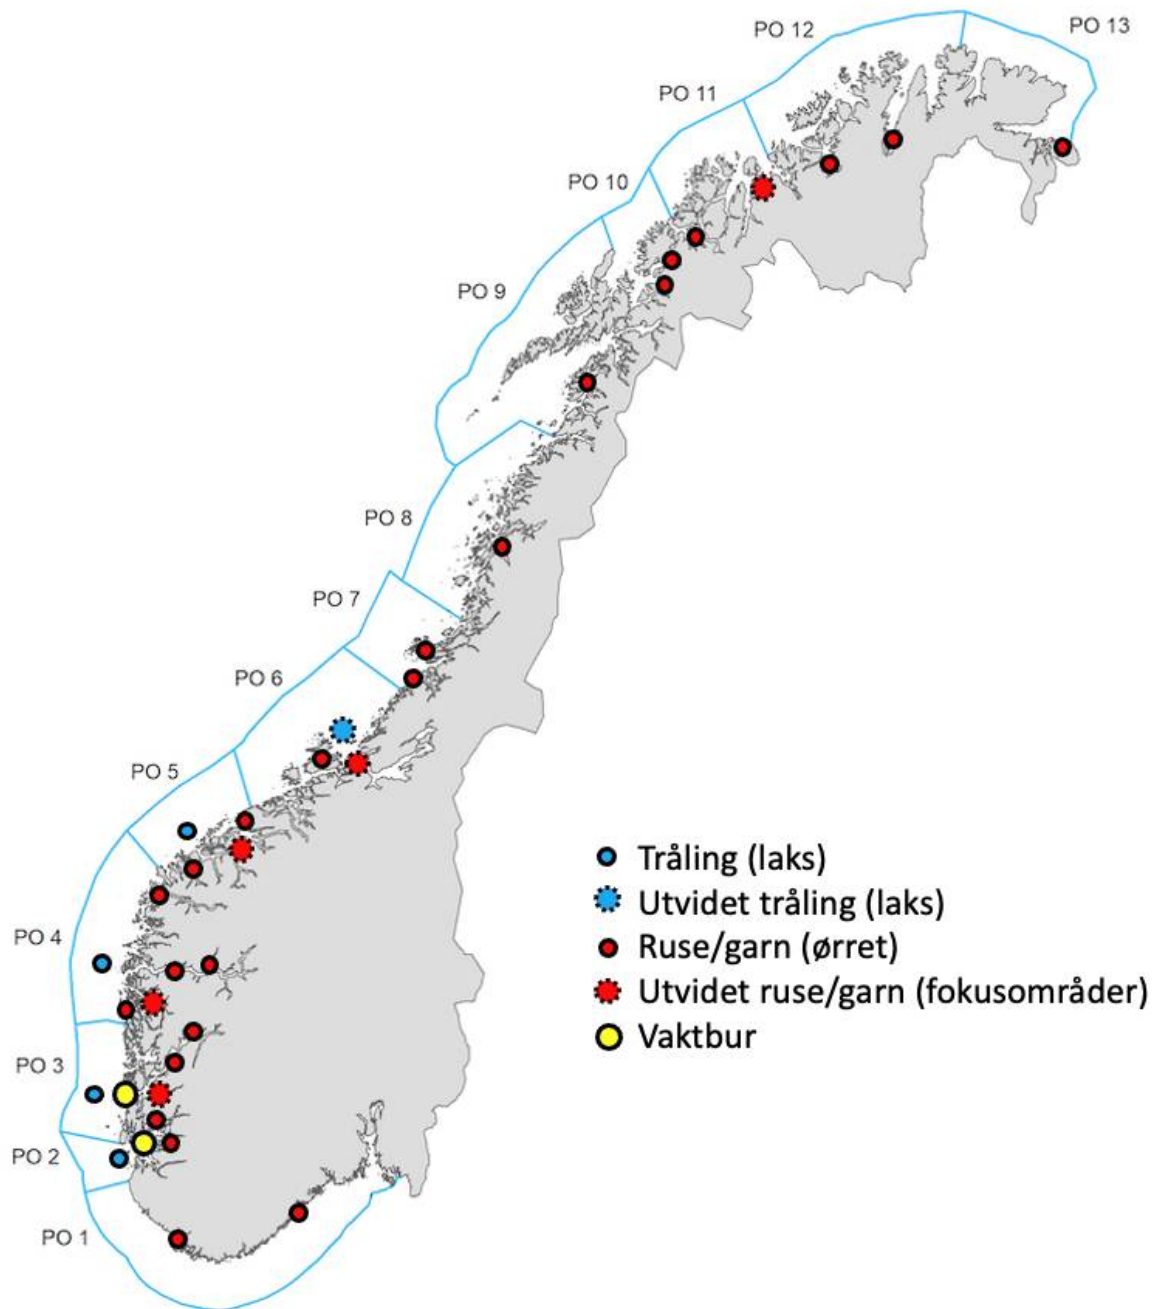 PO 12
PO 13
PO 11
PO 10
PO 9
PO 8
PO 7
PO 6
PO 5
PO 4
PO 3
PO 2
PO 1
Tråling (laks)
Utvidet tråling (laks)
Ruse/garn (ørret)
Utvidet ruse/garn (fokusområder)
Vaktbur